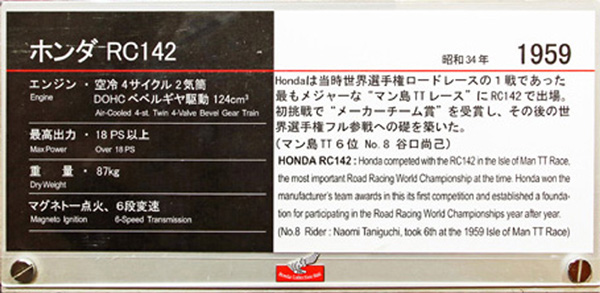 ホンダ RC142
昭和34年 1959
エンジン・空冷4サイクル2気筒
Engine
DOHCベベルギヤ駆動 124cm³
Air-Cooled 4-st. Twin 4-Valve Bevel Gear Train
最高出力・18 PS以上
Max Power Over 18 PS
重 量・87kg
Dry Weight
マグネトー点火、6段変速
Magneto Ignition 6-Speed Transmission
Hondaは当時世界選手権ロードレースの1戦であった
最もメジャーな“マン島TTレース”にRC142で出場。
初挑戦で“メーカーチーム賞”を受賞し、その後の世
界選手権フル参戦への礎を築いた。
(マン島TT6位 No.8 谷口尚己)
HONDA RC142 : Honda competed with the RC142 in the Isle of Man TT Race,
the most important Road Racing World Championship at the time. Honda won the
manufacturer's team awards in this its first competition and established a founda-
tion for participating in the Road Racing World Championships year after year.
(No.8 Rider : Naomi Taniguchi, took 6th at the 1959 Isle of Man TT Race)
Honda Collection Hall